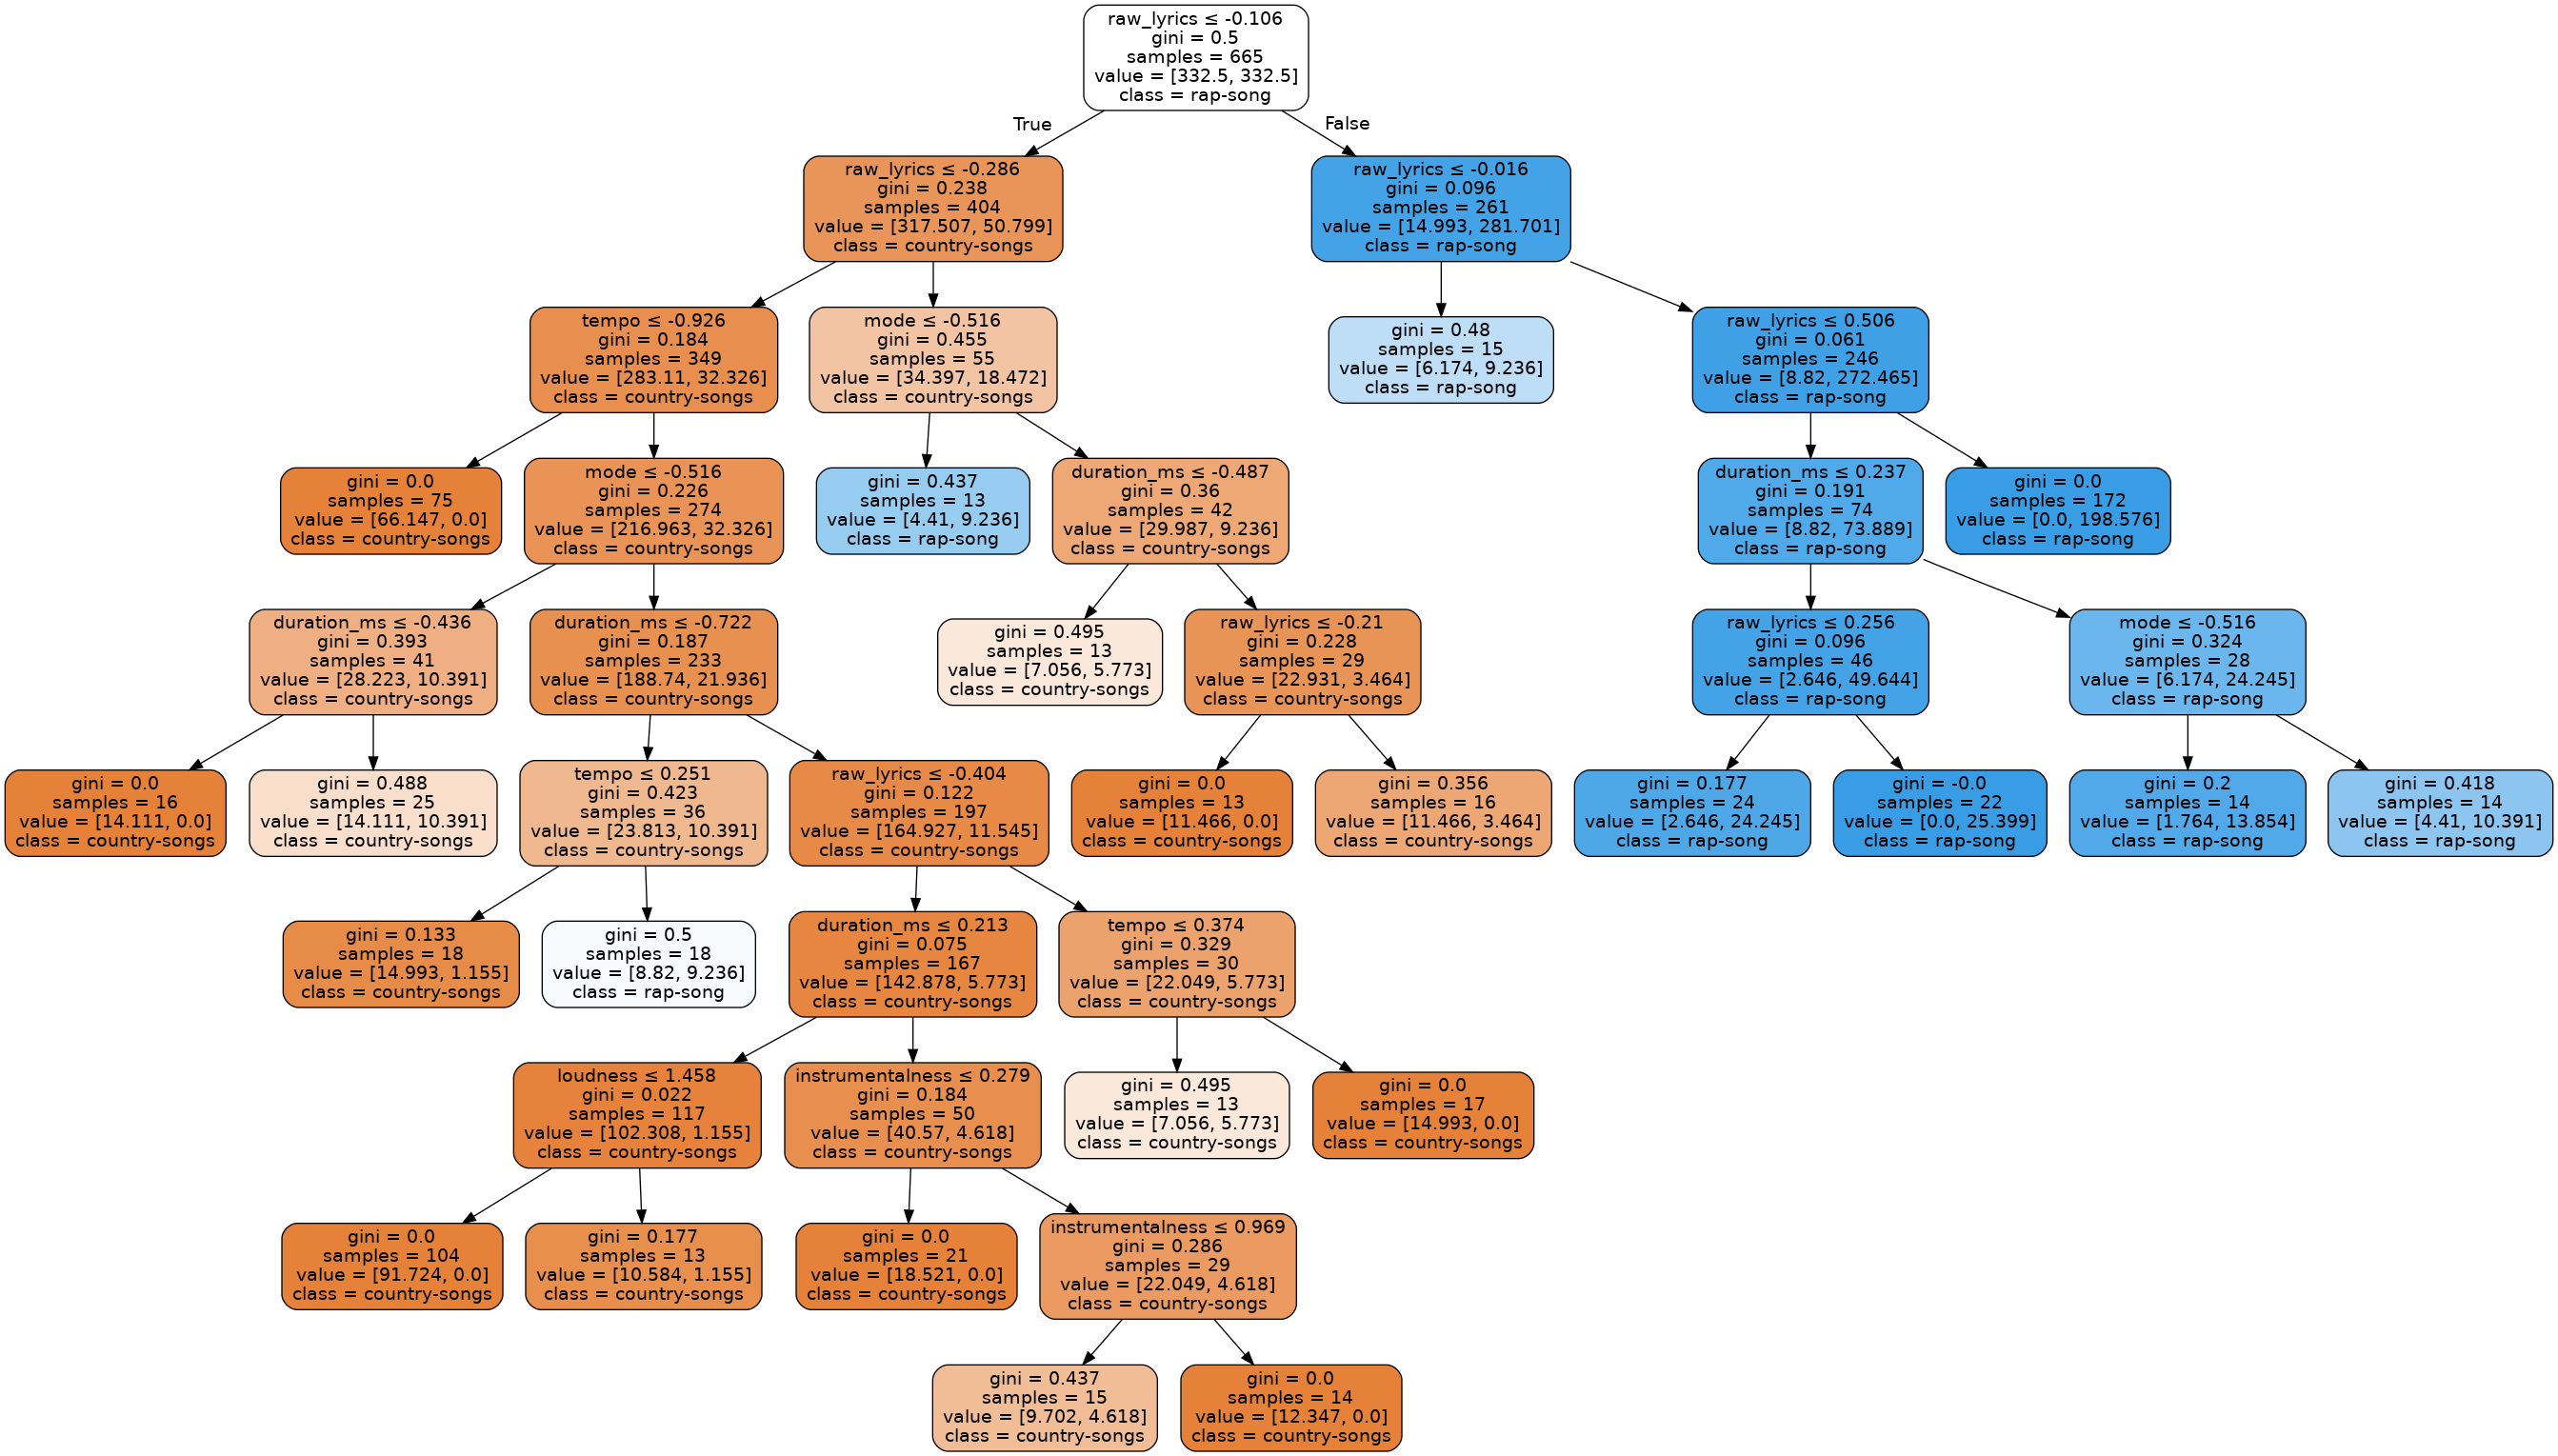 raw_lyrics ≤ -0.106
gini = 0.5
samples = 665
value = [332.5, 332.5]
class = rap-song
True
False
raw_lyrics ≤ -0.286
gini = 0.238
samples = 404
value = [317.507, 50.799]
class = country-songs
raw_lyrics ≤ -0.016
gini = 0.096
samples = 261
value = [14.993, 281.701]
class = rap-song
tempo ≤ -0.926
gini = 0.184
samples = 349
value = [283.11, 32.326]
class = country-songs
mode ≤ -0.516
gini = 0.455
samples = 55
value = [34.397, 18.472]
class = country-songs
gini = 0.48
samples = 15
value = [6.174, 9.236]
class = rap-song
raw_lyrics ≤ 0.506
gini = 0.061
samples = 246
value = [8.82, 272.465]
class = rap-song
gini = 0.0
samples = 75
value = [66.147, 0.0]
class = country-songs
mode ≤ -0.516
gini = 0.226
samples = 274
value = [216.963, 32.326]
class = country-songs
gini = 0.437
samples = 13
value = [4.41, 9.236]
class = rap-song
duration_ms ≤ -0.487
gini = 0.36
samples = 42
value = [29.987, 9.236]
class = country-songs
duration_ms ≤ 0.237
gini = 0.191
samples = 74
value = [8.82, 73.889]
class = rap-song
gini = 0.0
samples = 172
value = [0.0, 198.576]
class = rap-song
duration_ms ≤ -0.436
gini = 0.393
samples = 41
value = [28.223, 10.391]
class = country-songs
duration_ms ≤ -0.722
gini = 0.187
samples = 233
value = [188.74, 21.936]
class = country-songs
gini = 0.495
samples = 13
value = [7.056, 5.773]
class = country-songs
raw_lyrics ≤ -0.21
gini = 0.228
samples = 29
value = [22.931, 3.464]
class = country-songs
raw_lyrics ≤ 0.256
gini = 0.096
samples = 46
value = [2.646, 49.644]
class = rap-song
mode ≤ -0.516
gini = 0.324
samples = 28
value = [6.174, 24.245]
class = rap-song
gini = 0.0
samples = 16
value = [14.111, 0.0]
class = country-songs
gini = 0.488
samples = 25
value = [14.111, 10.391]
class = country-songs
tempo ≤ 0.251
gini = 0.423
samples = 36
value = [23.813, 10.391]
class = country-songs
raw_lyrics ≤ -0.404
gini = 0.122
samples = 197
value = [164.927, 11.545]
class = country-songs
gini = 0.0
samples = 13
value = [11.466, 0.0]
class = country-songs
gini = 0.356
samples = 16
value = [11.466, 3.464]
class = country-songs
gini = 0.177
samples = 24
value = [2.646, 24.245]
class = rap-song
gini = -0.0
samples = 22
value = [0.0, 25.399]
class = rap-song
gini = 0.2
samples = 14
value = [1.764, 13.854]
class = rap-song
gini = 0.418
samples = 14
value = [4.41, 10.391]
class = rap-song
gini = 0.133
samples = 18
value = [14.993, 1.155]
class = country-songs
gini = 0.5
samples = 18
value = [8.82, 9.236]
class = rap-song
duration_ms ≤ 0.213
gini = 0.075
samples = 167
value = [142.878, 5.773]
class = country-songs
tempo ≤ 0.374
gini = 0.329
samples = 30
value = [22.049, 5.773]
class = country-songs
loudness ≤ 1.458
gini = 0.022
samples = 117
value = [102.308, 1.155]
class = country-songs
instrumentalness ≤ 0.279
gini = 0.184
samples = 50
value = [40.57, 4.618]
class = country-songs
gini = 0.495
samples = 13
value = [7.056, 5.773]
class = country-songs
gini = 0.0
samples = 17
value = [14.993, 0.0]
class = country-songs
gini = 0.0
samples = 104
value = [91.724, 0.0]
class = country-songs
gini = 0.177
samples = 13
value = [10.584, 1.155]
class = country-songs
gini = 0.0
samples = 21
value = [18.521, 0.0]
class = country-songs
instrumentalness ≤ 0.969
gini = 0.286
samples = 29
value = [22.049, 4.618]
class = country-songs
gini = 0.437
samples = 15
value = [9.702, 4.618]
class = country-songs
gini = 0.0
samples = 14
value = [12.347, 0.0]
class = country-songs